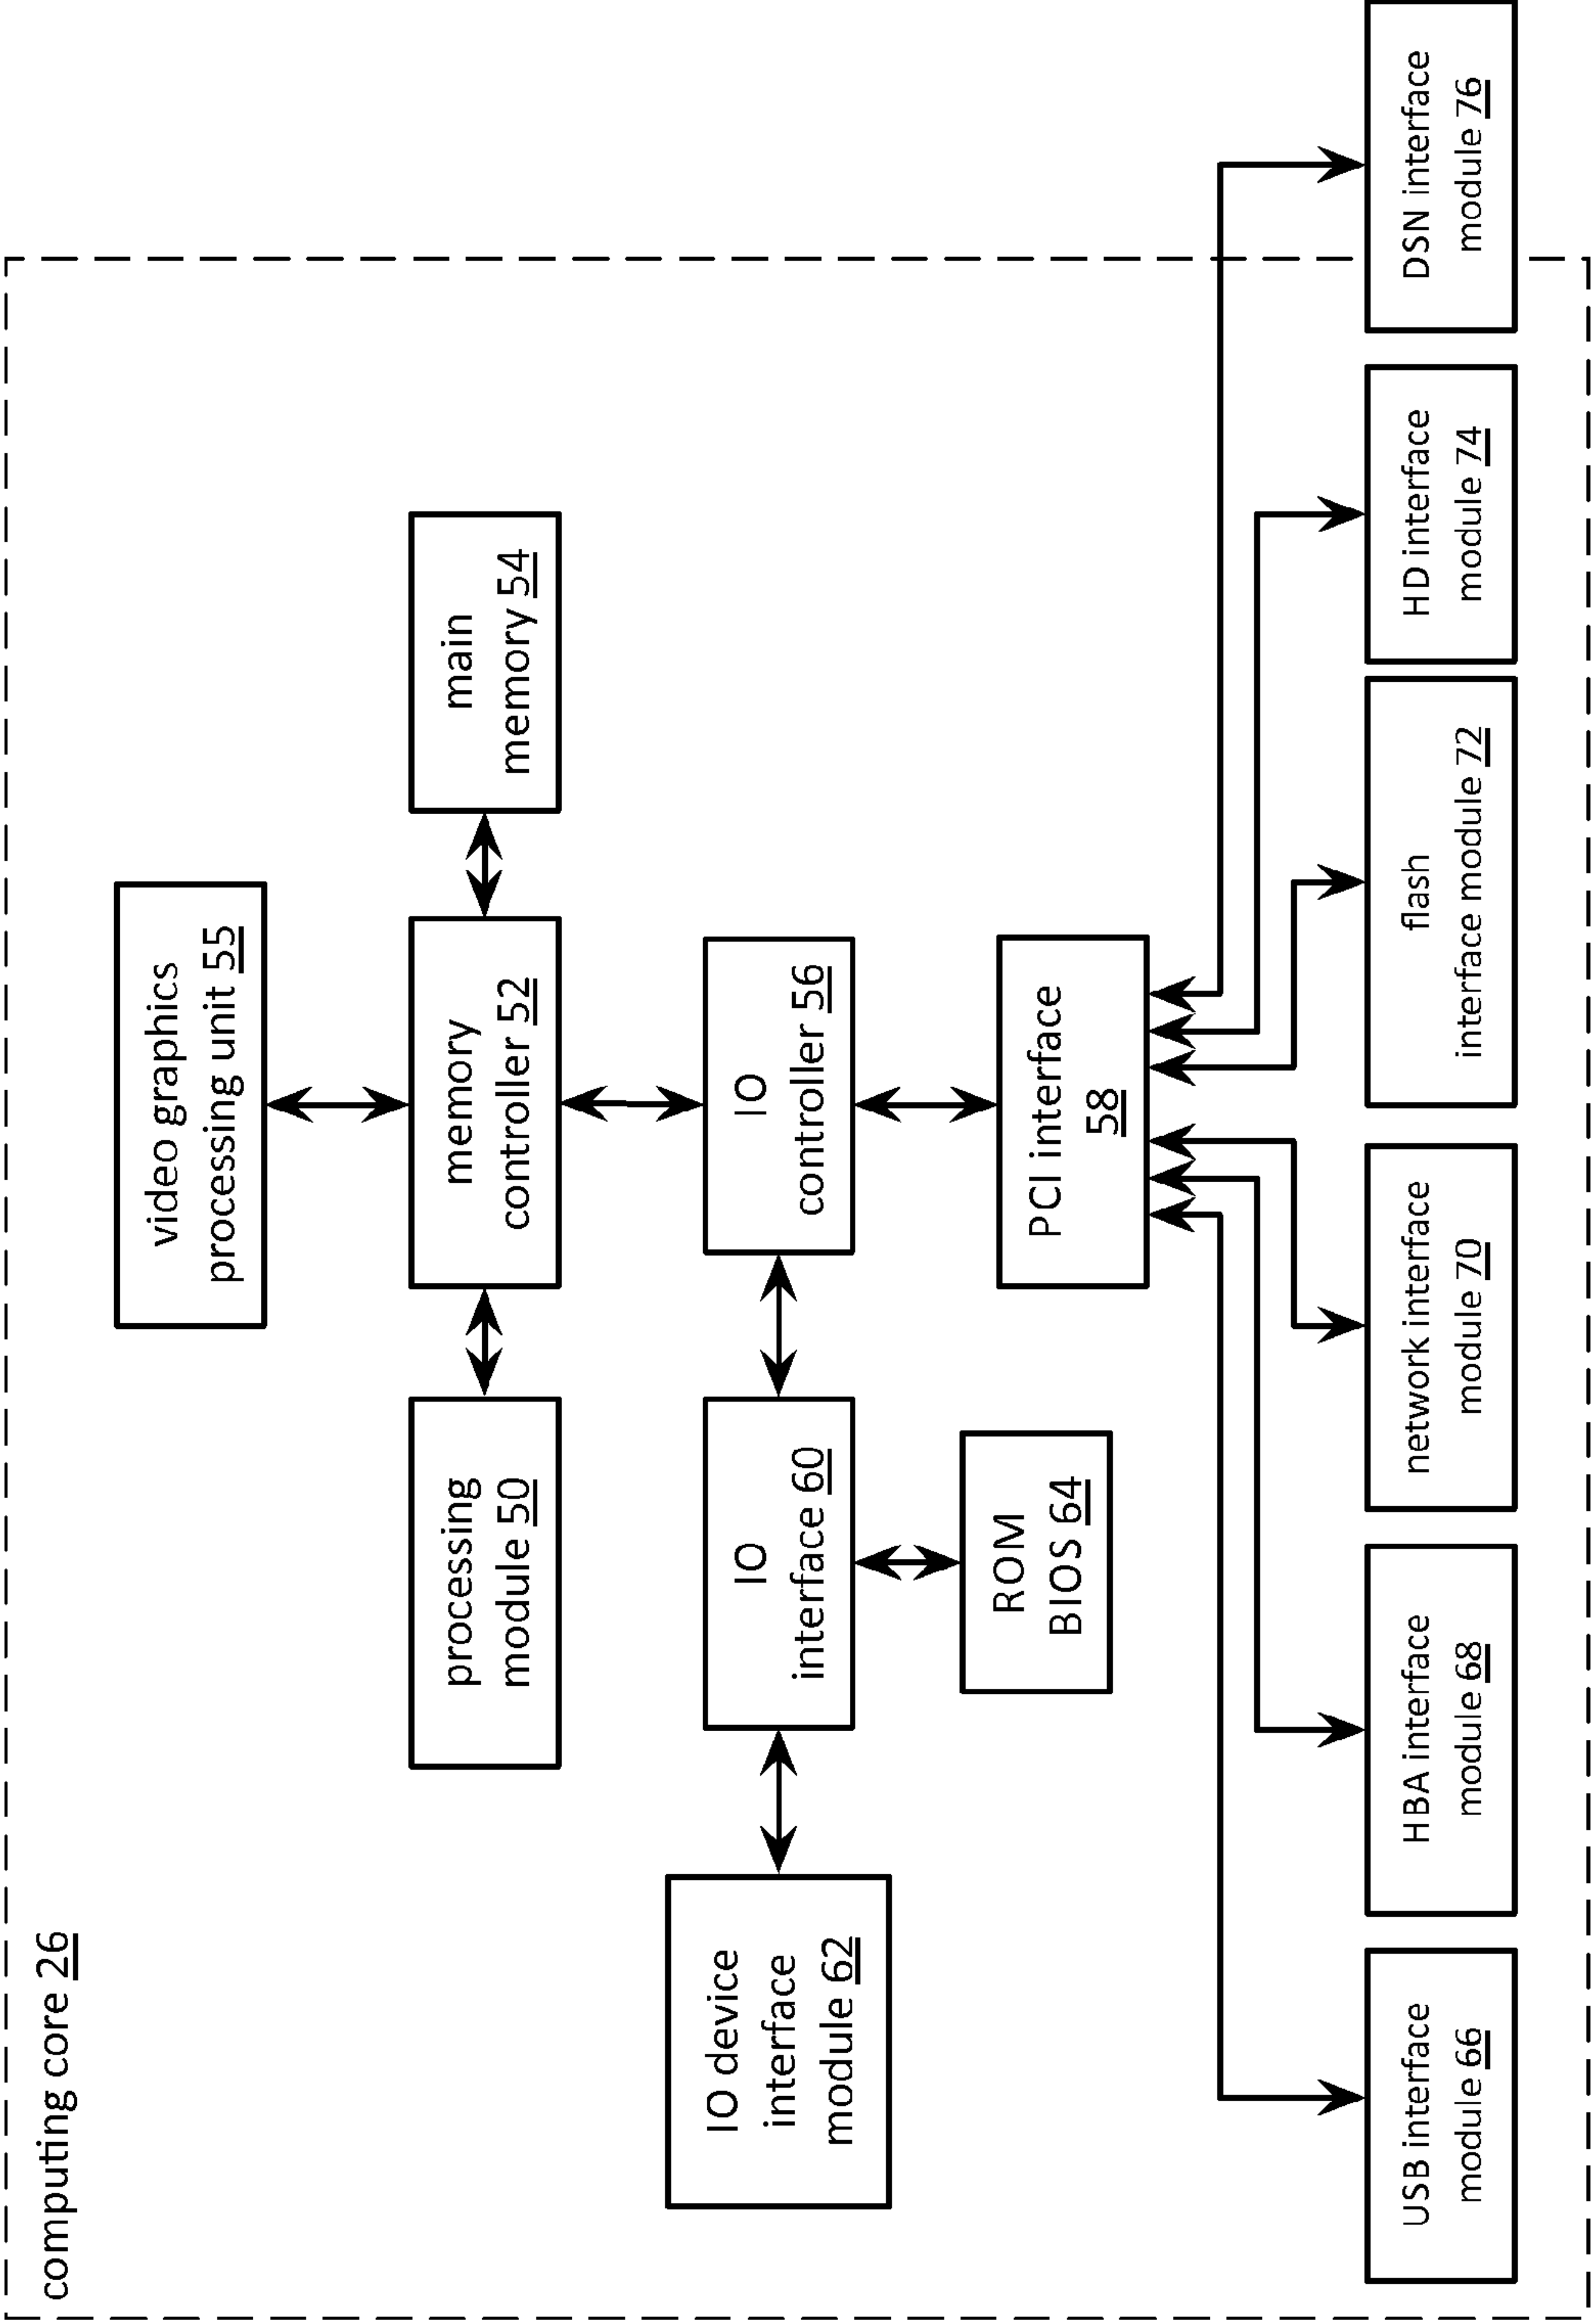 computing core 26
video graphics
processing unit 55
processing
module 50
memory
controller 52
main
memory 54
IO device
interface
module 62
IO
interface 60
IO
controller 56
ROM
BIOS 64
PCI interface
58
USB interface
module 66
HBA interface
module 68
network interface
module 70
flash
interface module 72
HD interface
module 74
DSN interface
module 76